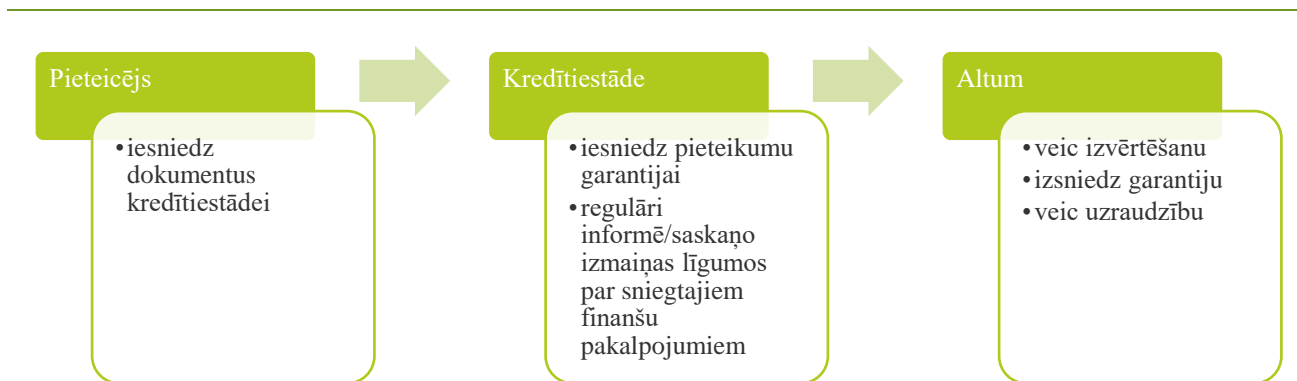 Pieteicējs
•iesniedz
dokumentus
kredītiestādei
Kredītiestāde
•iesniedz pieteikumu
garantijai
•regulāri
informē/saskaņo
izmaiņas līgumos
par sniegtajiem
finanšu
pakalpojumiem
Altum
•veic izvērtēšanu
•izsniedz garantiju
•veic uzraudzību